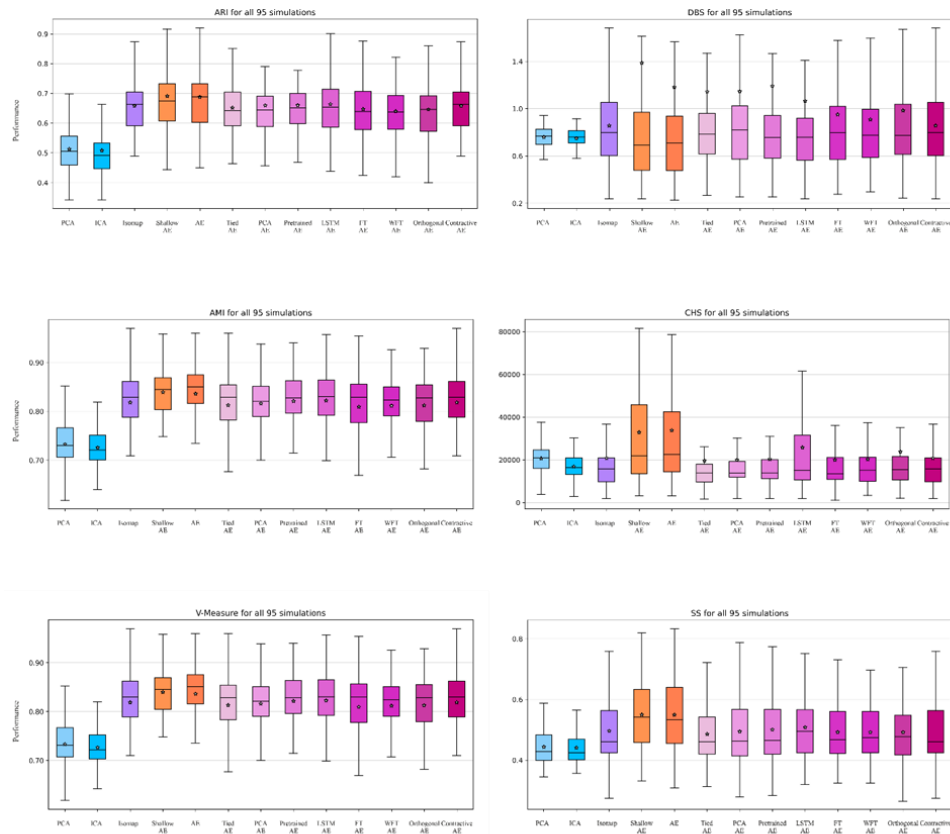 ARI for all 95 simulations
Performance
0.9
0.8
0.7
0.6
0.5
0.4
PCA ICA Isomap Shallow AE AE Tied AE PCA AE Pretrained AE LSTM AE FT AE WFT AE Orthogonal AE Contractive AE
DBS for all 95 simulations
1.4
1.0
0.6
0.2
PCA ICA Isomap Shallow AE AE Tied AE PCA AE Pretrained AE LSTM AE FT AE WFT AE Orthogonal AE Contractive AE
AMI for all 95 simulations
Performance
0.90
0.80
0.70
PCA ICA Isomap Shallow AE AE Tied AE PCA AE Pretrained AE LSTM AE FT AE WFT AE Orthogonal AE Contractive AE
CHS for all 95 simulations
80000
60000
40000
20000
0
PCA ICA Isomap Shallow AE AE Tied AE PCA AE Pretrained AE LSTM AE FT AE WFT AE Orthogonal AE Contractive AE
V-Measure for all 95 simulations
Performance
0.90
0.80
0.70
PCA ICA Isomap Shallow AE AE Tied AE PCA AE Pretrained AE LSTM AE FT AE WFT AE Orthogonal AE Contractive AE
SS for all 95 simulations
0.8
0.6
0.4
PCA ICA Isomap Shallow AE AE Tied AE PCA AE Pretrained AE LSTM AE FT AE WFT AE Orthogonal AE Contractive AE